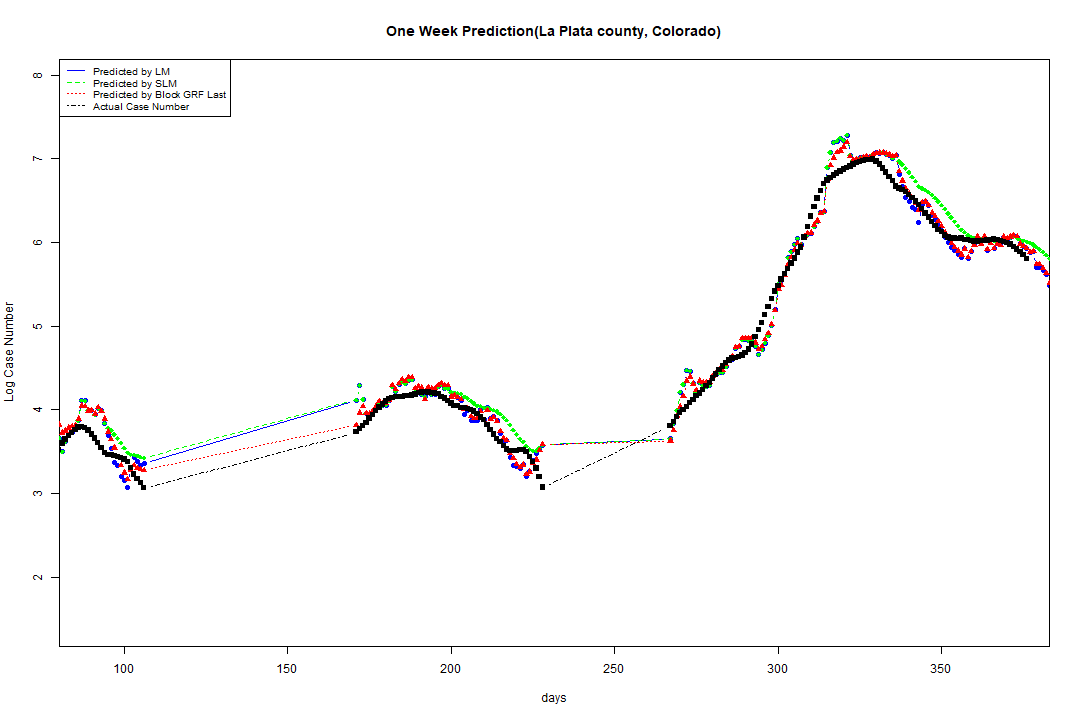 One Week Prediction(La Plata county, Colorado)
Predicted by LM
Predicted by SLM
Predicted by Block GRF Last
Actual Case Number
8
7
6
5
4
3
2
Log Case Number
100 150 200 250 300 350
days